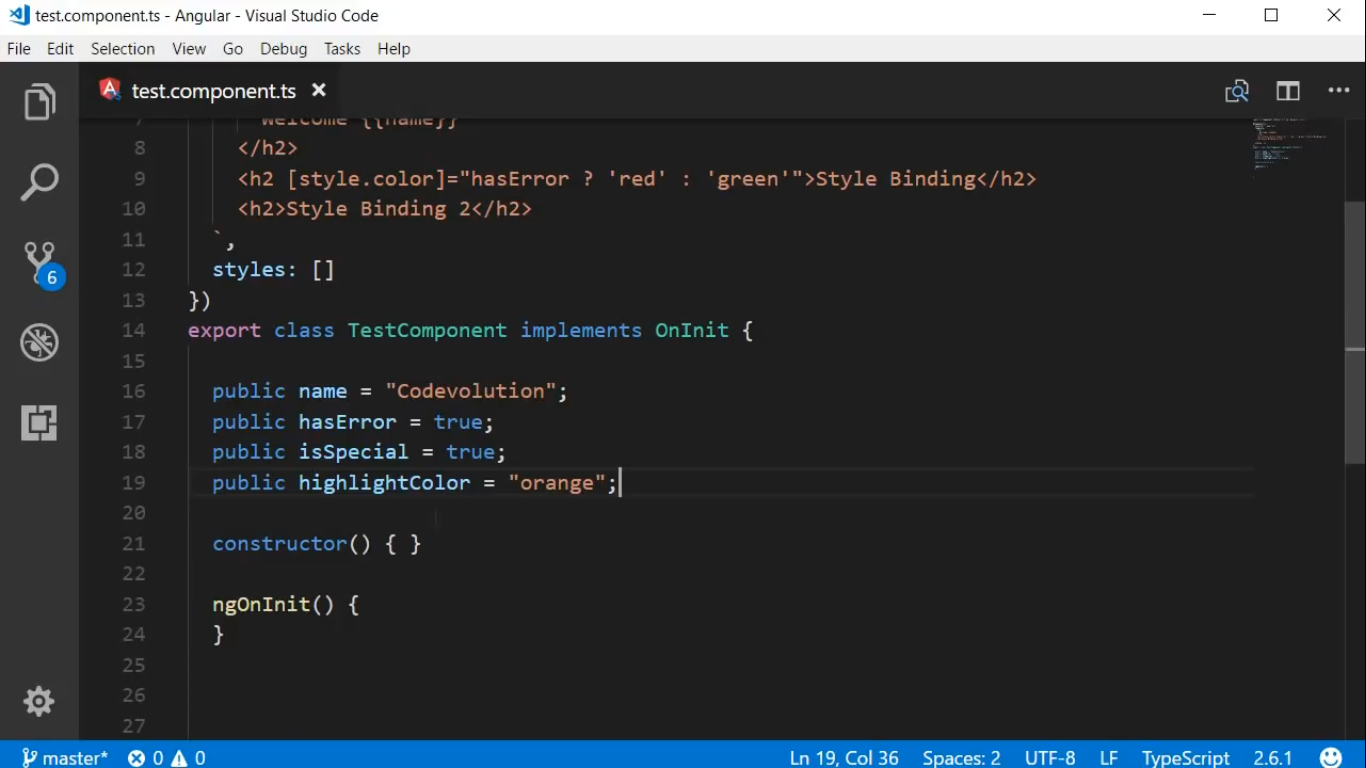 test.component.ts - Angular - Visual Studio Code
File Edit Selection View Go Debug Tasks Help
test.component.ts
7 Welcome {{name}}
8 </h2>
9 <h2 [style.color]="hasError ? 'red' : 'green'">Style Binding</h2>
10 <h2>Style Binding 2</h2>
11 `,
12 styles: []
13 })
14 export class TestComponent implements OnInit {
15
16 public name = "Codevolution";
17 public hasError = true;
18 public isSpecial = true;
19 public highlightColor = "orange";
20
21 constructor() { }
22
23 ngOnInit() {
24 }
25
26
27
6
master* 0 0 Ln 19, Col 36 Spaces: 2 UTF-8 LF TypeScript 2.6.1